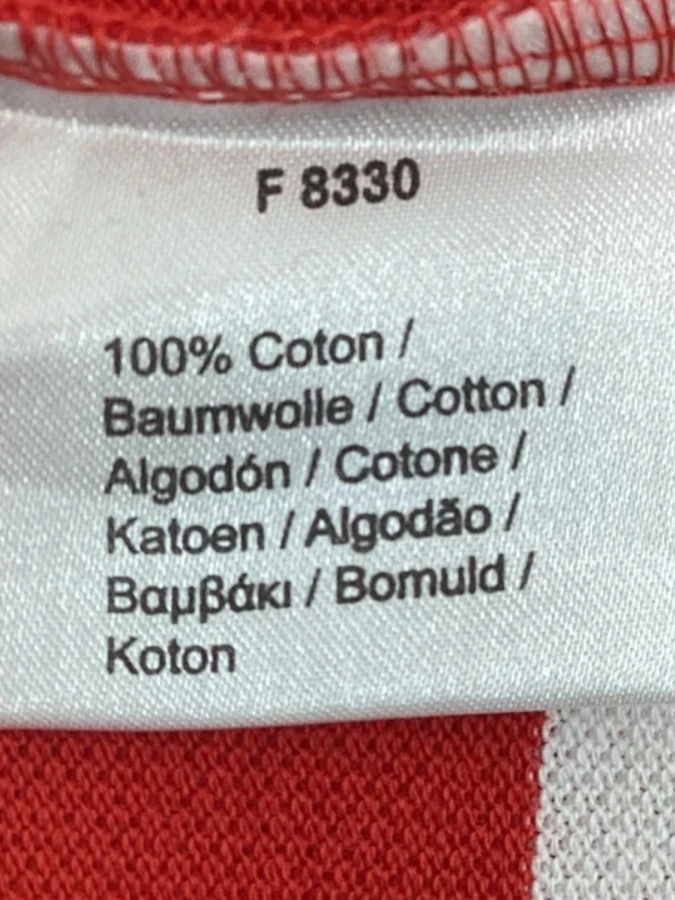 F 8330
100% Coton /
Baumwolle / Cotton /
Algodón / Cotone /
Katoen / Algodão /
Βαμβάκι / Bomuld /
Koton